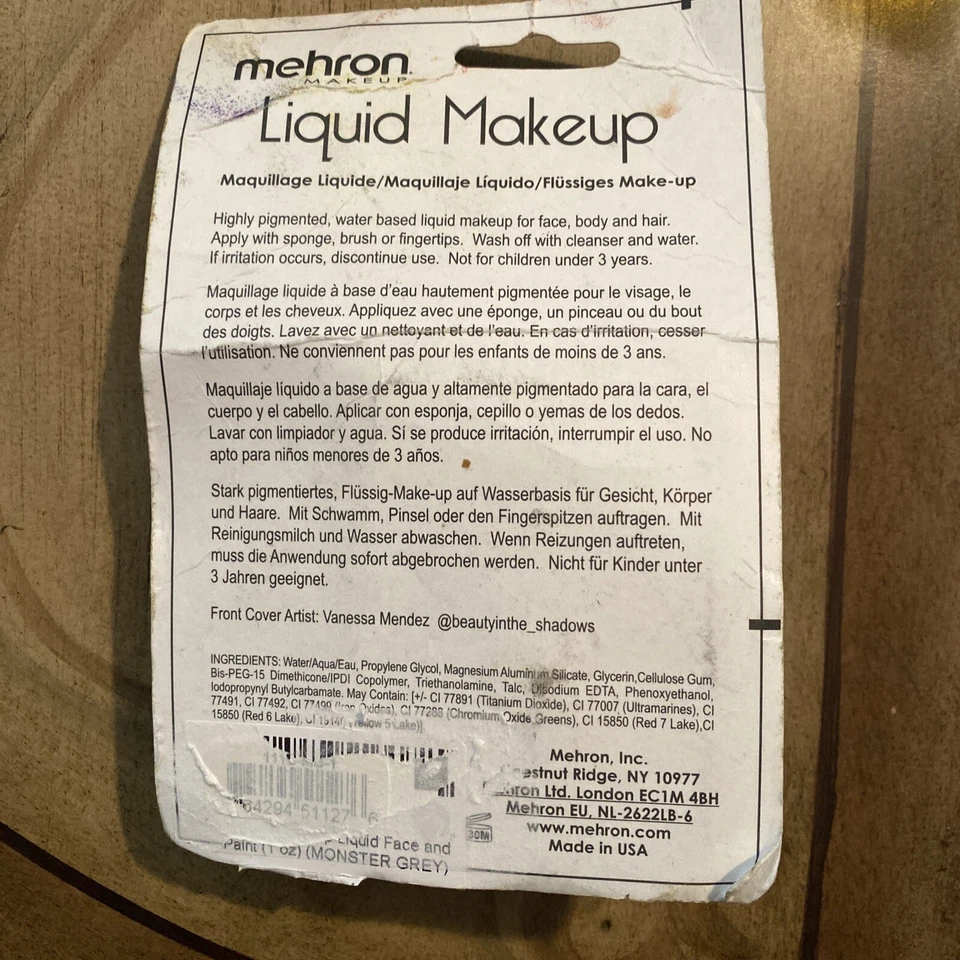 mehron.
MAKEUP
Liquid Makeup
Maquillage Liquide/Maquillaje Líquido/Flüssiges Make-up
Highly pigmented, water based liquid makeup for face, body and hair.
Apply with sponge, brush or fingertips. Wash off with cleanser and water.
If irritation occurs, discontinue use. Not for children under 3 years.
Maquillage liquide à base d'eau hautement pigmentée pour le visage, le
corps et les cheveux. Appliquez avec une éponge, un pinceau ou du bout
des doigts. Lavez avec un nettoyant et de l'eau. En cas d'irritation, cesser
l'utilisation. Ne conviennent pas pour les enfants de moins de 3 ans.
Maquillaje líquido a base de agua y altamente pigmentado para la cara, el
cuerpo y el cabello. Aplicar con esponja, cepillo o yemas de los dedos.
Lavar con limpiador y agua. Sí se produce irritación, interrumpir el uso. No
apto para niños menores de 3 años.
Stark pigmentiertes, Flüssig-Make-up auf Wasserbasis für Gesicht, Körper
und Haare. Mit Schwamm, Pinsel oder den Fingerspitzen auftragen. Mit
Reinigungsmilch und Wasser abwaschen. Wenn Reizungen auftreten,
muss die Anwendung sofort abgebrochen werden. Nicht für Kinder unter
3 Jahren geeignet.
Front Cover Artist: Vanessa Mendez @beautyinthe_shadows
INGREDIENTS: Water/Aqua/Eau, Propylene Glycol, Magnesium Aluminum Silicate, Glycerin,Cellulose Gum,
Bis-PEG-15 Dimethicone/IPDI Copolymer, Triethanolamine, Talc, Disodium EDTA, Phenoxyethanol,
Iodopropynyl Butylcarbamate. May Contain: [+/- CI 77891 (Titanium Dioxide), CI 77007 (Ultramarines), CI
77491, CI 77492, CI 77499 (Iron Oxides), CI 77288 (Chromium Oxide Greens), CI 15850 (Red 7 Lake),CI
15850 (Red 6 Lake), CI 19140 (Yellow 5 Lake)]
64294 51127
Liquid Face and
Paint (1 oz) (MONSTER GREY)
30M
Mehron, Inc.
estnut Ridge, NY 10977
ron Ltd. London EC1M 4BH
Mehron EU, NL-2622LB-6
www.mehron.com
Made in USA